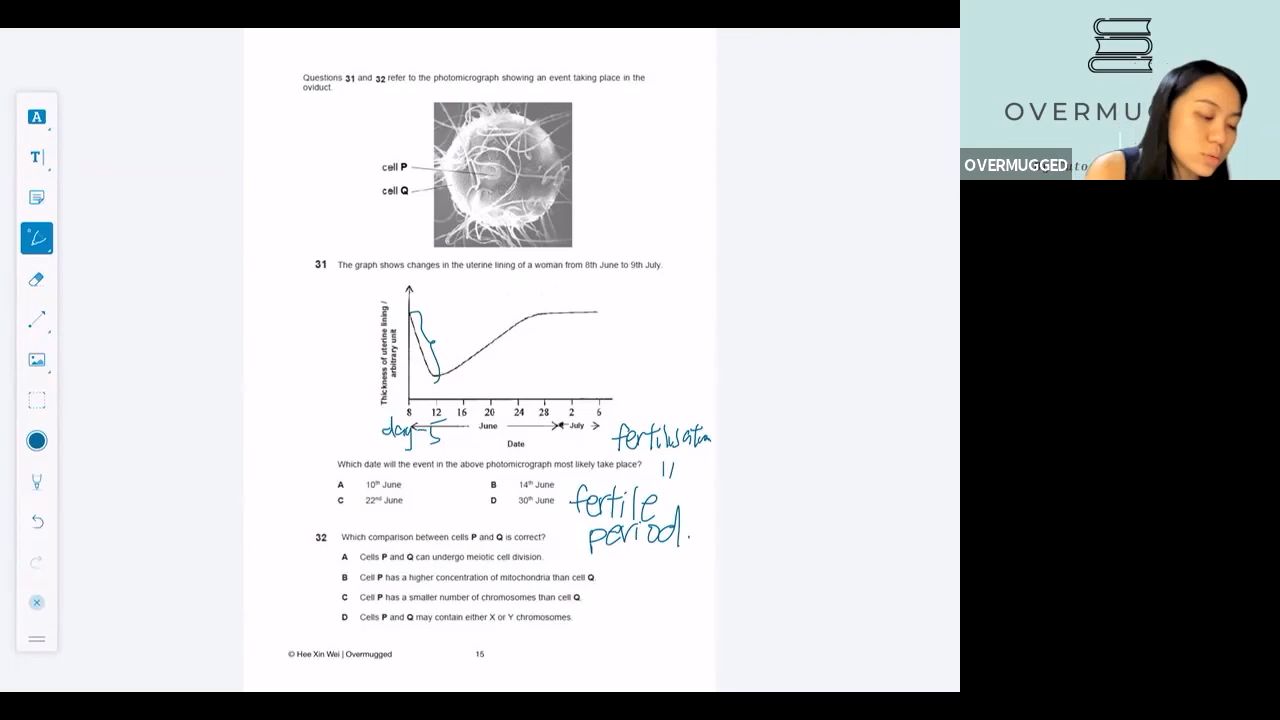 Questions 31 and 32 refer to the photomicrograph showing an event taking place in the
oviduct.
cell P
cell Q
31 The graph shows changes in the uterine lining of a woman from 8th June to 9th July.
Thickness of uterine lining /
arbitrary unit
8 12 16 20 24 28 2 6
day 1-5
June July
Date
fertilisation
Which date will the event in the above photomicrograph most likely take place?
A 10th June B 14th June
C 22nd June D 30th June
fertile
period.
32 Which comparison between cells P and Q is correct?
A Cells P and Q can undergo meiotic cell division.
B Cell P has a higher concentration of mitochondria than cell Q.
C Cell P has a smaller number of chromosomes than cell Q.
D Cells P and Q may contain either X or Y chromosomes.
© Hee Xin Wei | Overmugged 15
OVERMU
OVERMUGGED